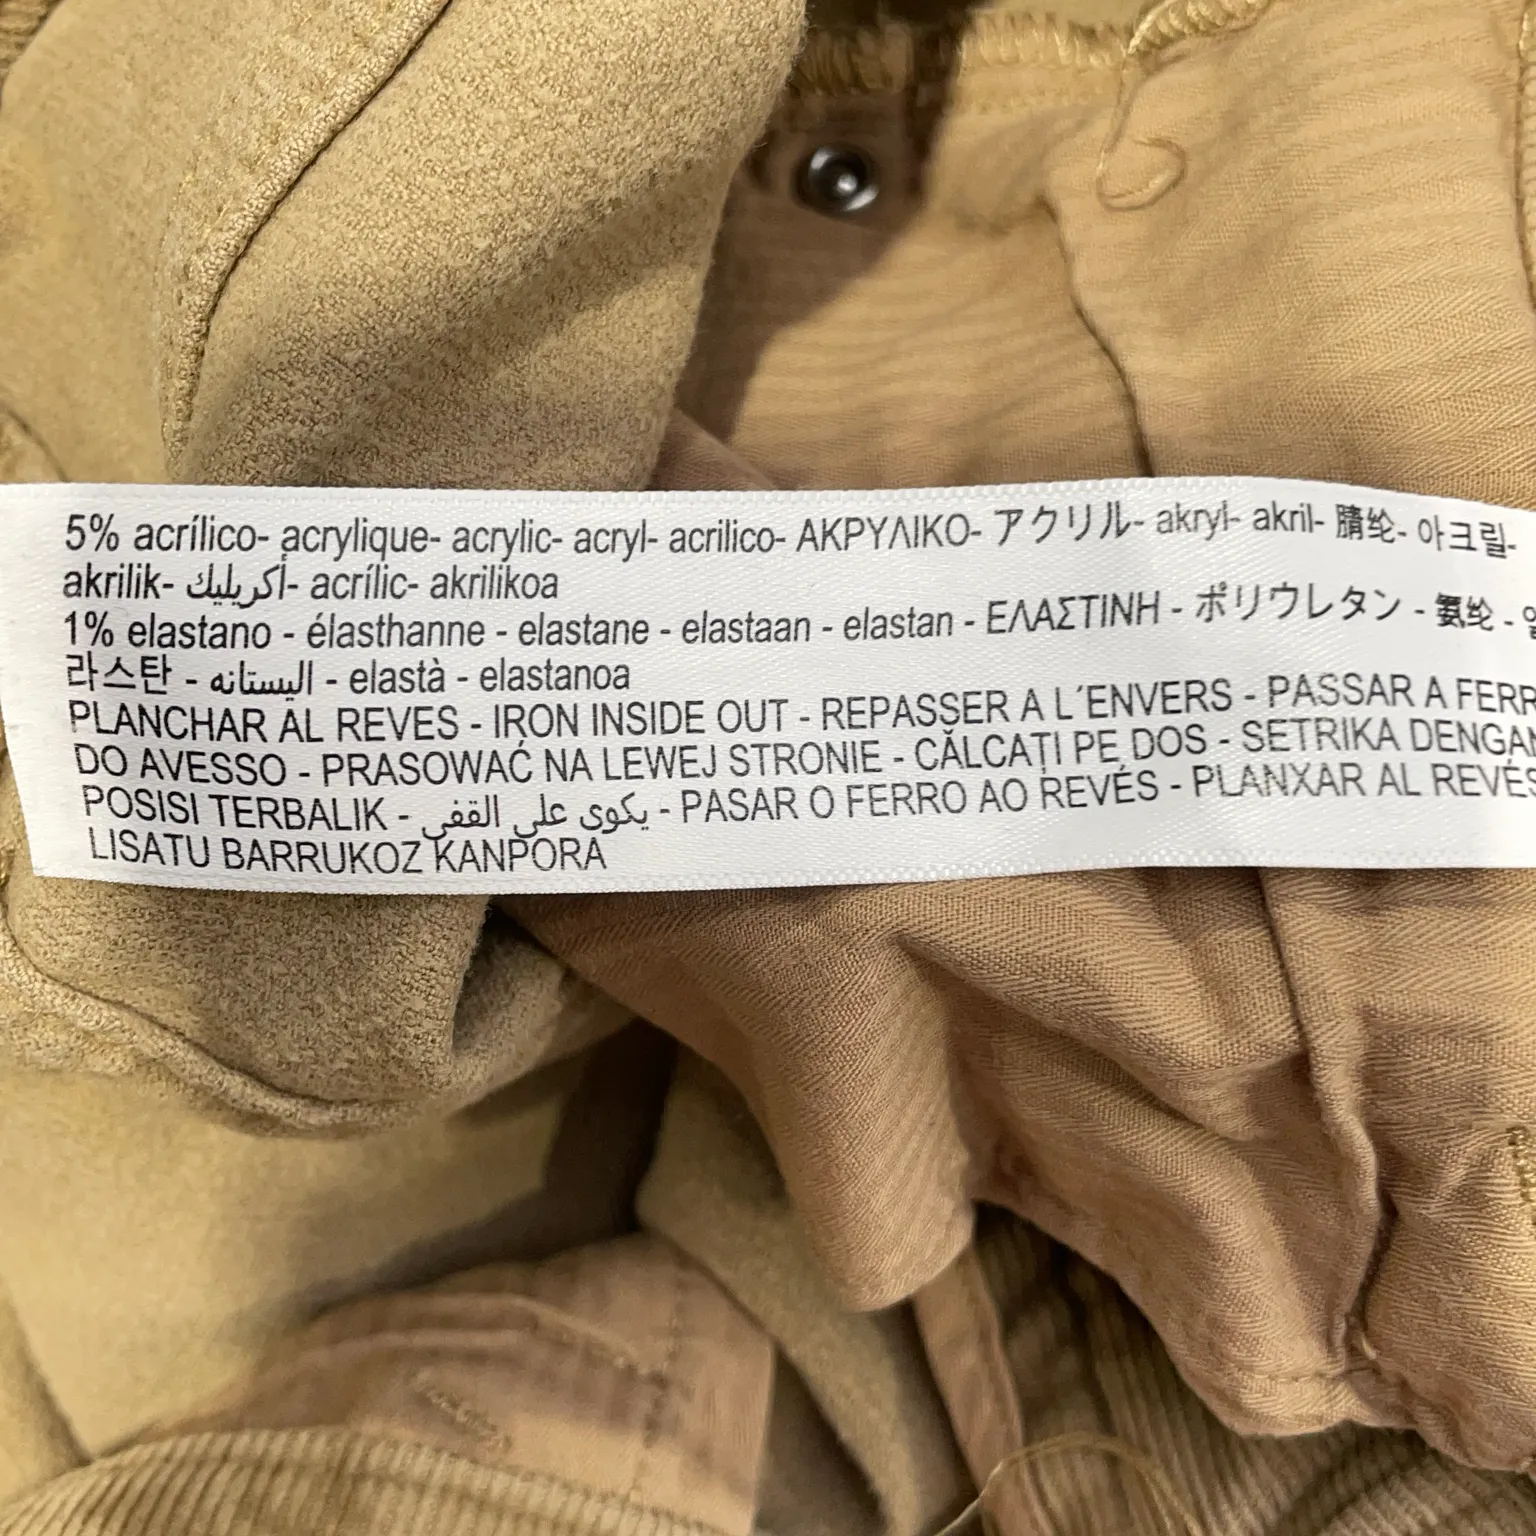 5% acrílico- acrylique- acrylic- acryl- acrilico- ΑΚΡΥΛΙΚΟ- アクリル- akryl- akril- 腈纶- 아크릴-
akrilik- أكريليك- acrílic- akrilikoa
1% elastano - élasthanne - elastane - elastaan - elastan - ΕΛΑΣΤΙΝΗ - ポリウレタン - 氨纶 -
라스탄 - اليستانه - elastà - elastanoa
PLANCHAR AL REVES - IRON INSIDE OUT - REPASSER A L´ENVERS - PASSAR A FERR
DO AVESSO - PRASOWAĆ NA LEWEJ STRONIE - CĂLCAȚI PE DOS - SETRIKA DENGAN
POSISI TERBALIK - يكوى على القفى - PASAR O FERRO AO REVÉS - PLANXAR AL REVÉS
LISATU BARRUKOZ KANPORA